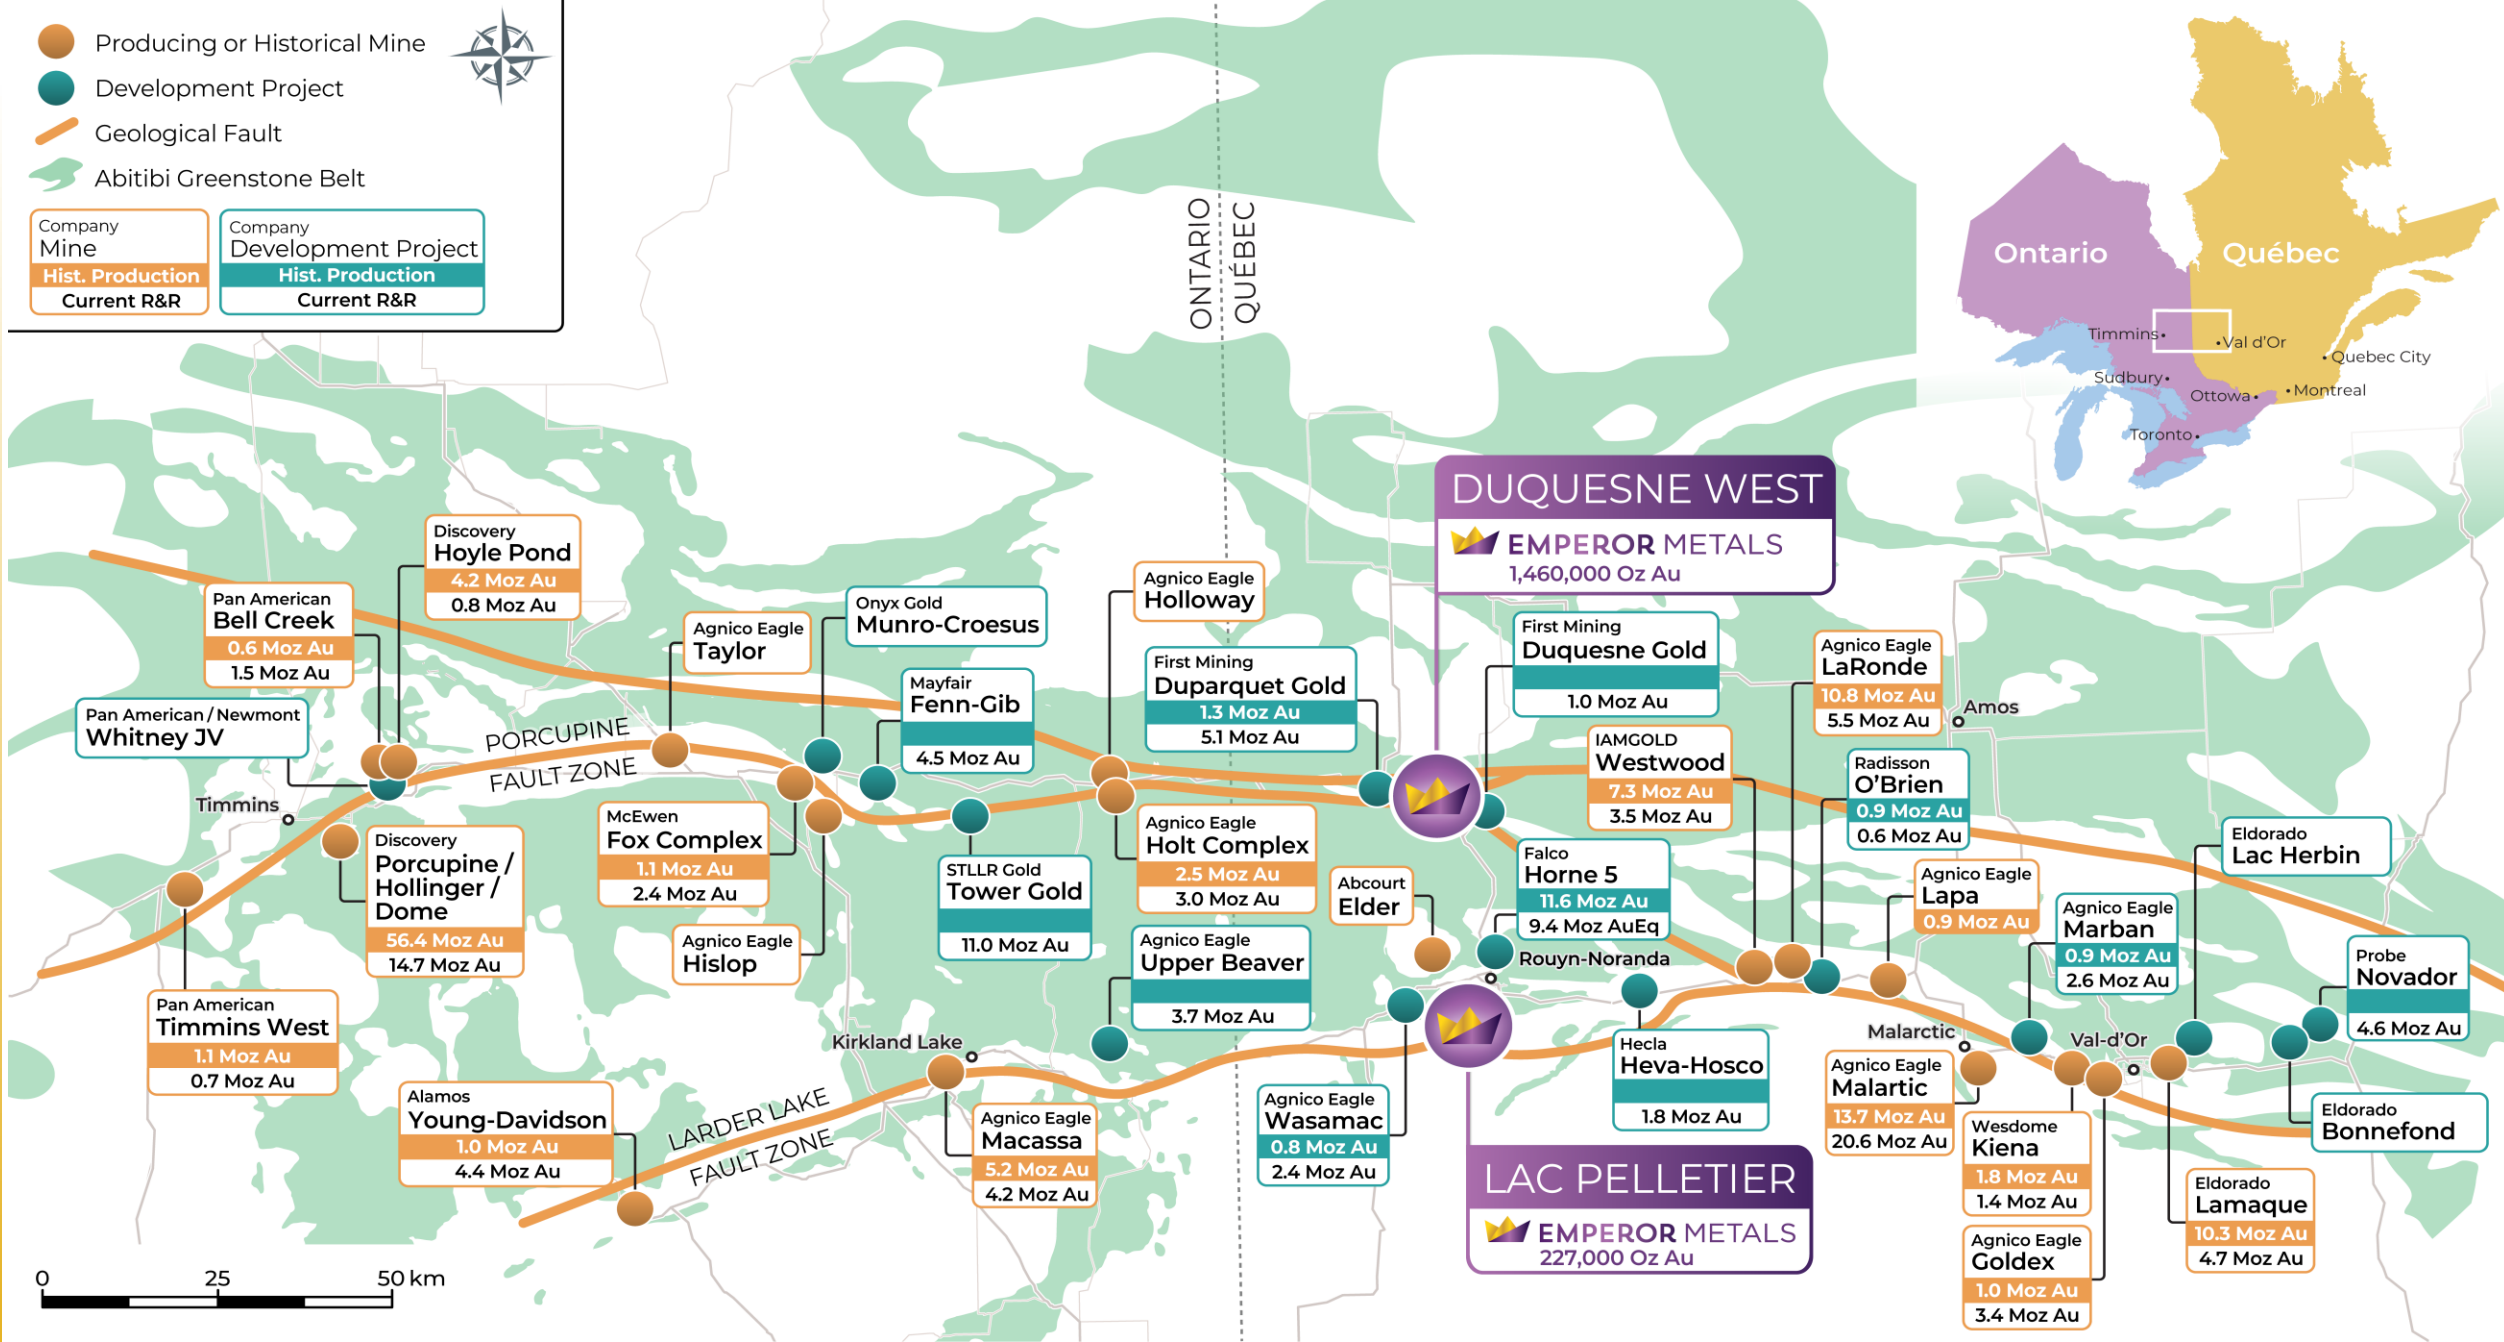 Producing or Historical Mine
Development Project
Geological Fault
Abitibi Greenstone Belt
Company
Mine
Hist. Production
Current R&R
Company
Development Project
Hist. Production
Current R&R
ONTARIO
QUÉBEC
Ontario
Québec
Timmins
Val d'Or
Quebec City
Sudbury
Montreal
Ottowa
Toronto
DUQUESNE WEST
EMPEROR METALS
1,460,000 Oz Au
Discovery
Hoyle Pond
4.2 Moz Au
0.8 Moz Au
Pan American
Bell Creek
0.6 Moz Au
1.5 Moz Au
Pan American / Newmont
Whitney JV
Timmins
PORCUPINE
FAULT ZONE
Agnico Eagle
Taylor
Onyx Gold
Munro-Croesus
Mayfair
Fenn-Gib
4.5 Moz Au
Agnico Eagle
Holloway
First Mining
Duparquet Gold
1.3 Moz Au
5.1 Moz Au
First Mining
Duquesne Gold
1.0 Moz Au
Agnico Eagle
LaRonde
10.8 Moz Au
5.5 Moz Au
Amos
IAMGOLD
Westwood
7.3 Moz Au
3.5 Moz Au
Radisson
O'Brien
0.9 Moz Au
0.6 Moz Au
Eldorado
Lac Herbin
Discovery
Porcupine /
Hollinger /
Dome
56.4 Moz Au
14.7 Moz Au
McEwen
Fox Complex
1.1 Moz Au
2.4 Moz Au
Agnico Eagle
Hislop
STLLR Gold
Tower Gold
11.0 Moz Au
Agnico Eagle
Holt Complex
2.5 Moz Au
3.0 Moz Au
Abcourt
Elder
Falco
Horne 5
11.6 Moz Au
9.4 Moz AuEq
Rouyn-Noranda
Agnico Eagle
Lapa
0.9 Moz Au
Agnico Eagle
Marban
0.9 Moz Au
2.6 Moz Au
Probe
Novador
4.6 Moz Au
Agnico Eagle
Upper Beaver
3.7 Moz Au
Pan American
Timmins West
1.1 Moz Au
0.7 Moz Au
Kirkland Lake
Alamos
Young-Davidson
1.0 Moz Au
4.4 Moz Au
LARDER LAKE
FAULT ZONE
Agnico Eagle
Macassa
5.2 Moz Au
4.2 Moz Au
Agnico Eagle
Wasamac
0.8 Moz Au
2.4 Moz Au
Hecla
Heva-Hosco
1.8 Moz Au
Malarctic
Val-d'Or
Agnico Eagle
Malartic
13.7 Moz Au
20.6 Moz Au
Wesdome
Kiena
1.8 Moz Au
1.4 Moz Au
Eldorado
Bonnefond
Eldorado
Lamaque
10.3 Moz Au
4.7 Moz Au
Agnico Eagle
Goldex
1.0 Moz Au
3.4 Moz Au
LAC PELLETIER
EMPEROR METALS
227,000 Oz Au
0 25 50 km